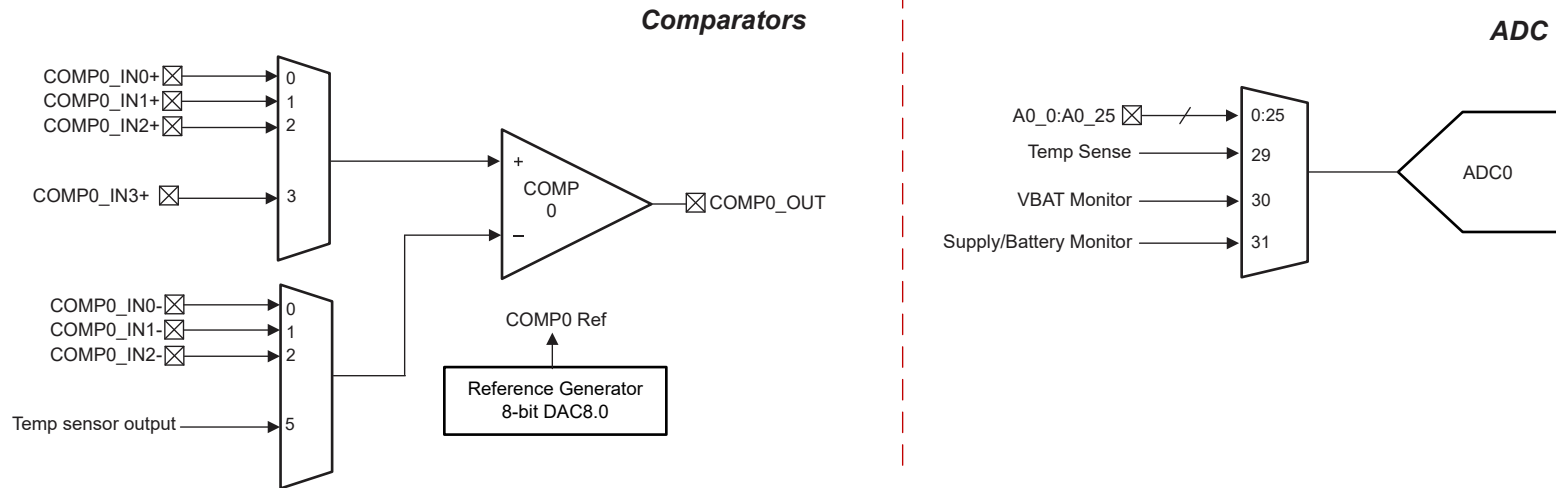 Comparators
COMP0_IN0+
0
COMP0_IN1+
1
COMP0_IN2+
2
COMP0_IN3+
3
+
COMP
0
−
COMP0_OUT
COMP0_IN0-
0
COMP0_IN1-
1
COMP0_IN2-
2
Temp sensor output
5
COMP0 Ref
Reference Generator
8-bit DAC8.0
ADC
A0_0:A0_25
0:25
Temp Sense
29
VBAT Monitor
30
Supply/Battery Monitor
31
ADC0